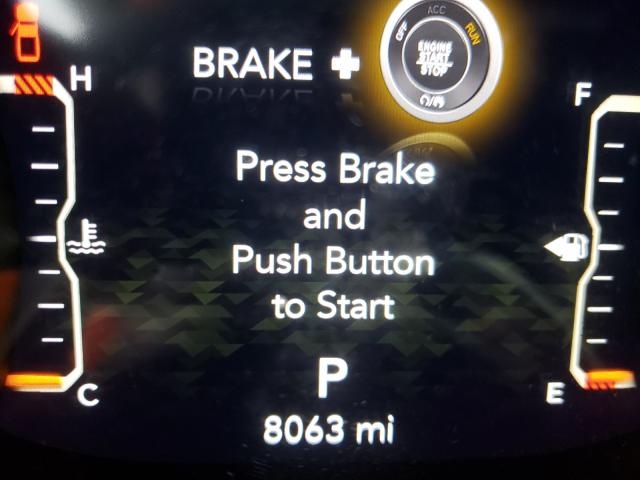 ACC
OFF
RUN
ENGINE
START
STOP
BRAKE +
H
F
Press Brake
and
Push Button
to Start
P
C
E
8063 mi